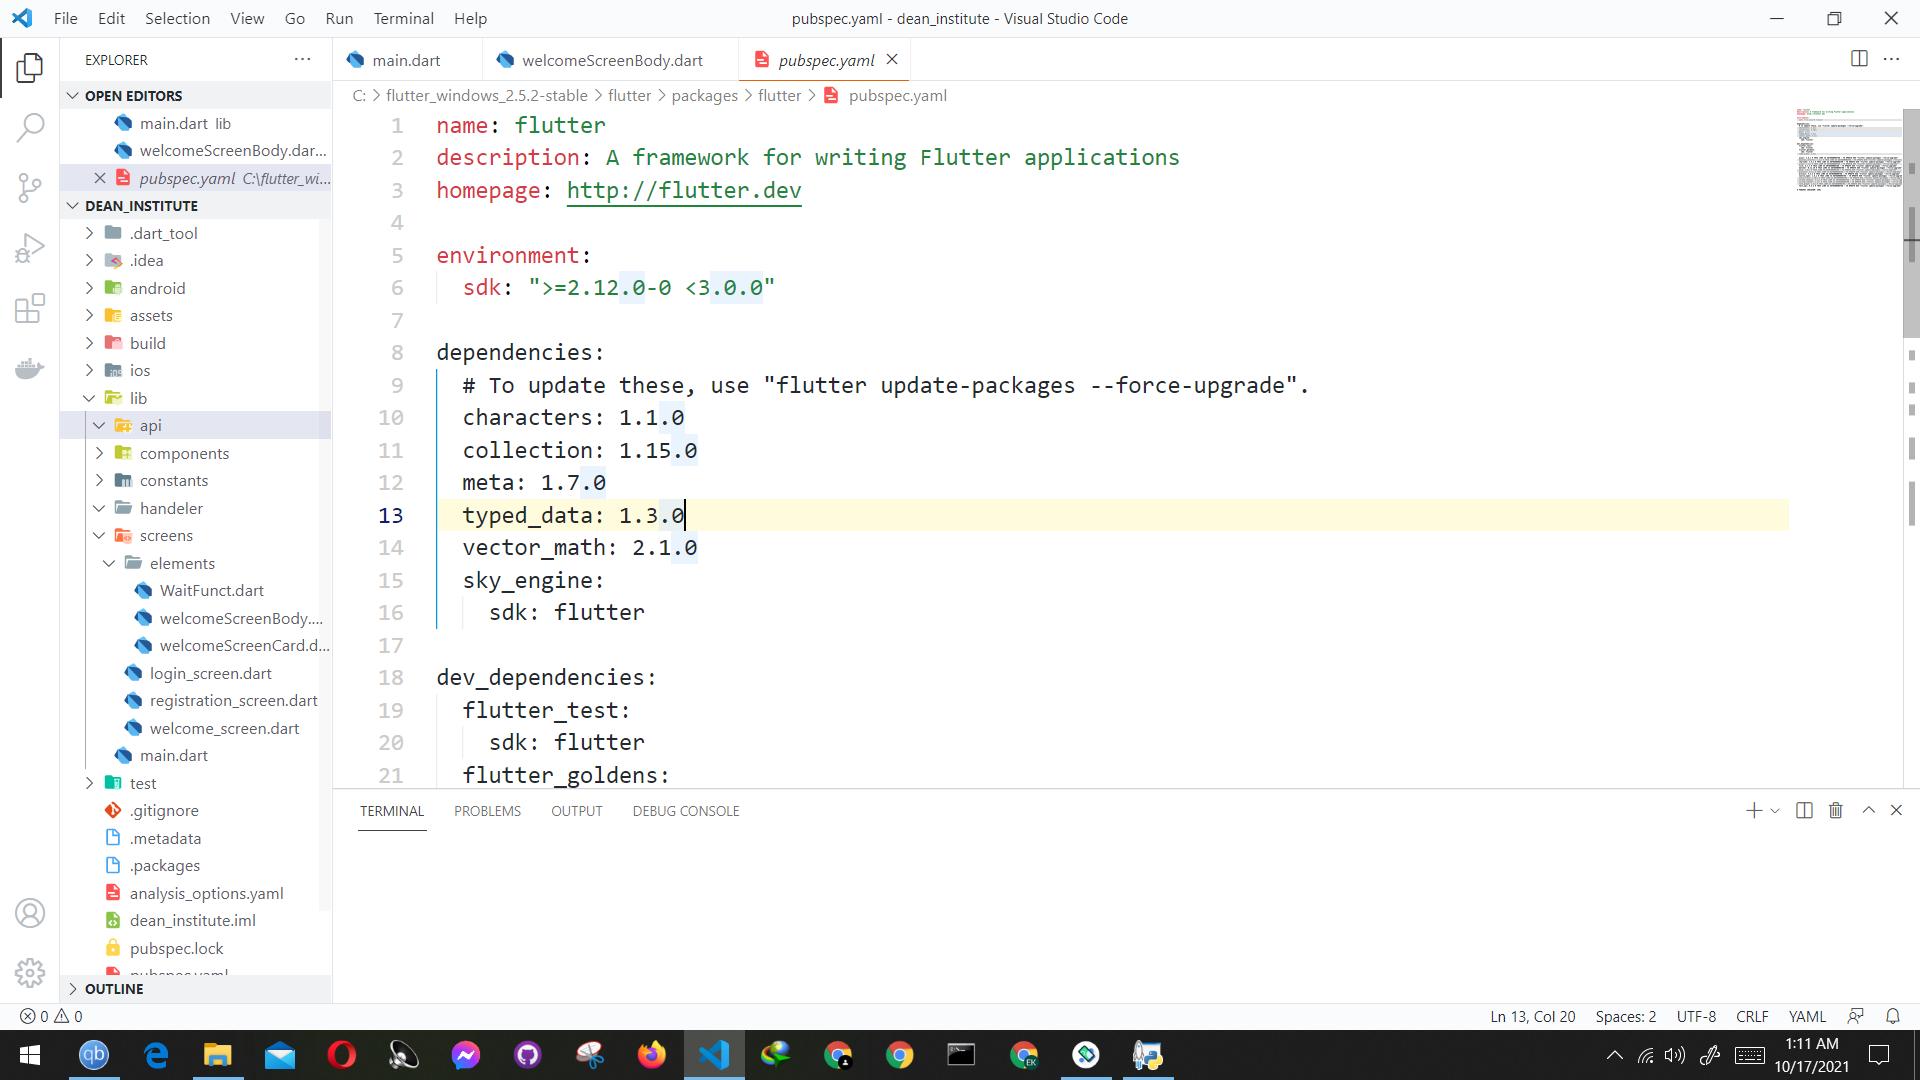 File Edit Selection View Go Run Terminal Help
pubspec.yaml - dean_institute - Visual Studio Code
EXPLORER
OPEN EDITORS
main.dart lib
welcomeScreenBody.dar...
pubspec.yaml C:\flutter_wi...
DEAN_INSTITUTE
.dart_tool
.idea
android
assets
build
ios
lib
api
components
constants
handeler
screens
elements
WaitFunct.dart
welcomeScreenBody....
welcomeScreenCard.d...
login_screen.dart
registration_screen.dart
welcome_screen.dart
main.dart
test
.gitignore
.metadata
.packages
analysis_options.yaml
dean_institute.iml
pubspec.lock
pubspec.yaml
OUTLINE
main.dart welcomeScreenBody.dart pubspec.yaml
C: > flutter_windows_2.5.2-stable > flutter > packages > flutter > pubspec.yaml
1 name: flutter
2 description: A framework for writing Flutter applications
3 homepage: http://flutter.dev
4
5 environment:
6 sdk: ">=2.12.0-0 <3.0.0"
7
8 dependencies:
9 # To update these, use "flutter update-packages --force-upgrade".
10 characters: 1.1.0
11 collection: 1.15.0
12 meta: 1.7.0
13 typed_data: 1.3.0
14 vector_math: 2.1.0
15 sky_engine:
16 sdk: flutter
17
18 dev_dependencies:
19 flutter_test:
20 sdk: flutter
21 flutter_goldens:
TERMINAL PROBLEMS OUTPUT DEBUG CONSOLE
0 0
Ln 13, Col 20 Spaces: 2 UTF-8 CRLF YAML
qb
EK
1:11 AM
10/17/2021